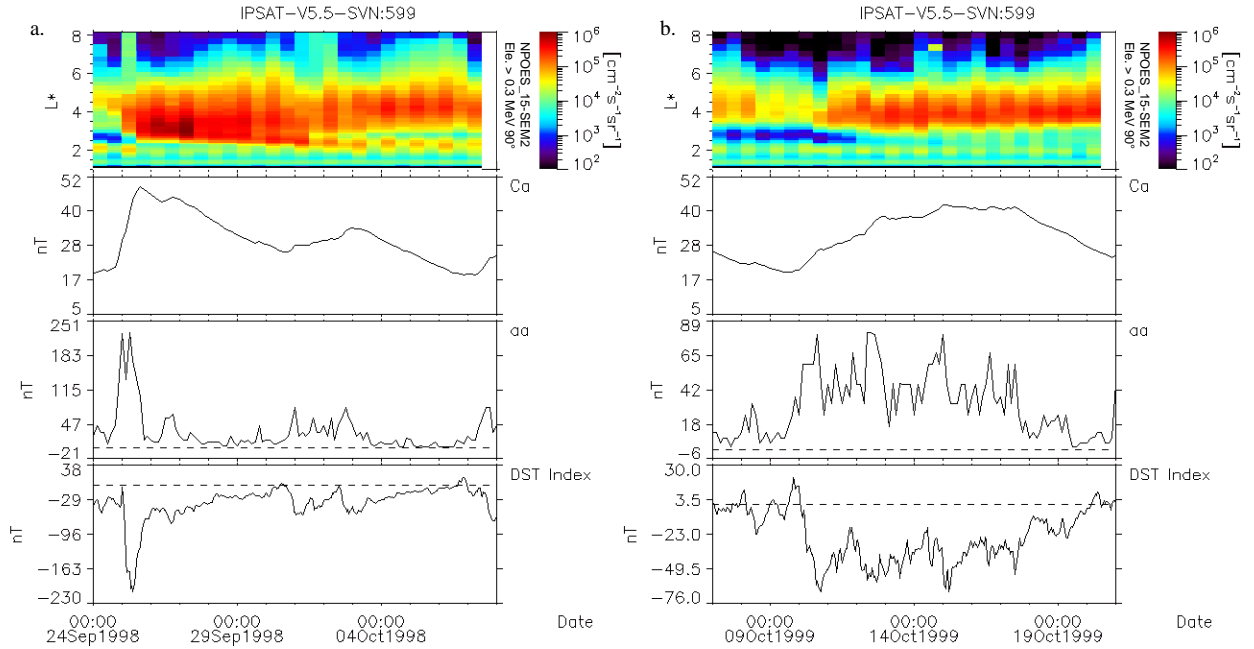 a.
IPSAT-V5.5-SVN:599
8
6
4
2
L*
NPOES_15-SEM2
Ele. > 0.3 MeV 90°
10⁶
10⁵
10⁴
10³
10²
[cm⁻²s⁻¹sr⁻¹]
52
40
28
17
5
nT
Ca
251
183
115
47
-21
nT
aa
38
-29
-96
-163
-230
nT
DST Index
00:00
24Sep1998
00:00
29Sep1998
00:00
04Oct1998
Date
b.
IPSAT-V5.5-SVN:599
8
6
4
2
L*
NPOES_15-SEM2
Ele. > 0.3 MeV 90°
10⁶
10⁵
10⁴
10³
10²
[cm⁻²s⁻¹sr⁻¹]
52
40
28
17
5
nT
Ca
89
65
42
18
-6
nT
aa
30.0
3.5
-23.0
-49.5
-76.0
nT
DST Index
00:00
09Oct1999
00:00
14Oct1999
00:00
19Oct1999
Date